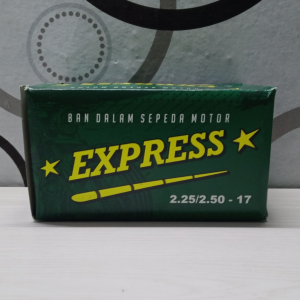 BAN DALAM SEPEDA MOTOR
EXPRESS
2.25/2.50 - 17